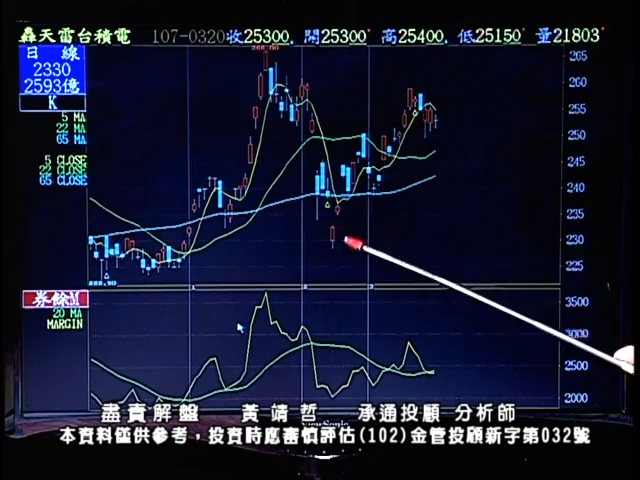 轟天雷台積電 107-0320收25300. 開25300 高25400. 低25150 量21803
日 線
2330
2593億
K
5 MA
22 MA
65 MA
5 CLOSE
22 CLOSE
65 CLOSE
265
260
255
250
245
240
235
230
225
券餘M
20 MA
MARGIN
3500
3000
2500
2000
盡責解盤 黃靖哲 承通投顧 分析師
ViewSonic
本資料僅供參考，投資時應審慎評估(102)金管投顧新字第032號